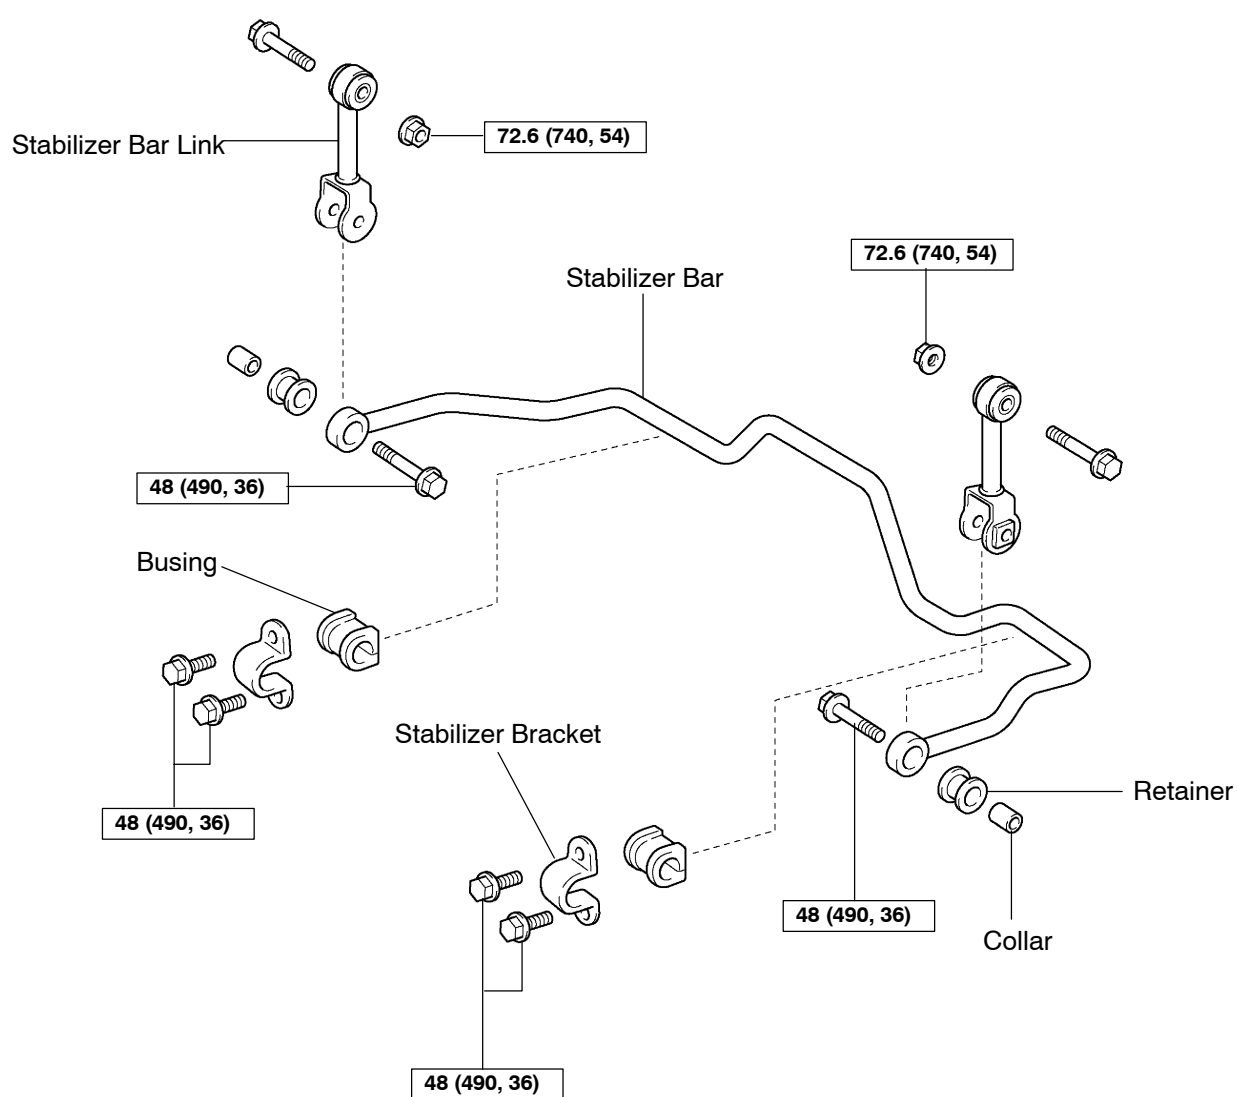 Stabilizer Bar Link
72.6 (740, 54)
72.6 (740, 54)
Stabilizer Bar
48 (490, 36)
Busing
Stabilizer Bracket
Retainer
48 (490, 36)
48 (490, 36)
Collar
48 (490, 36)